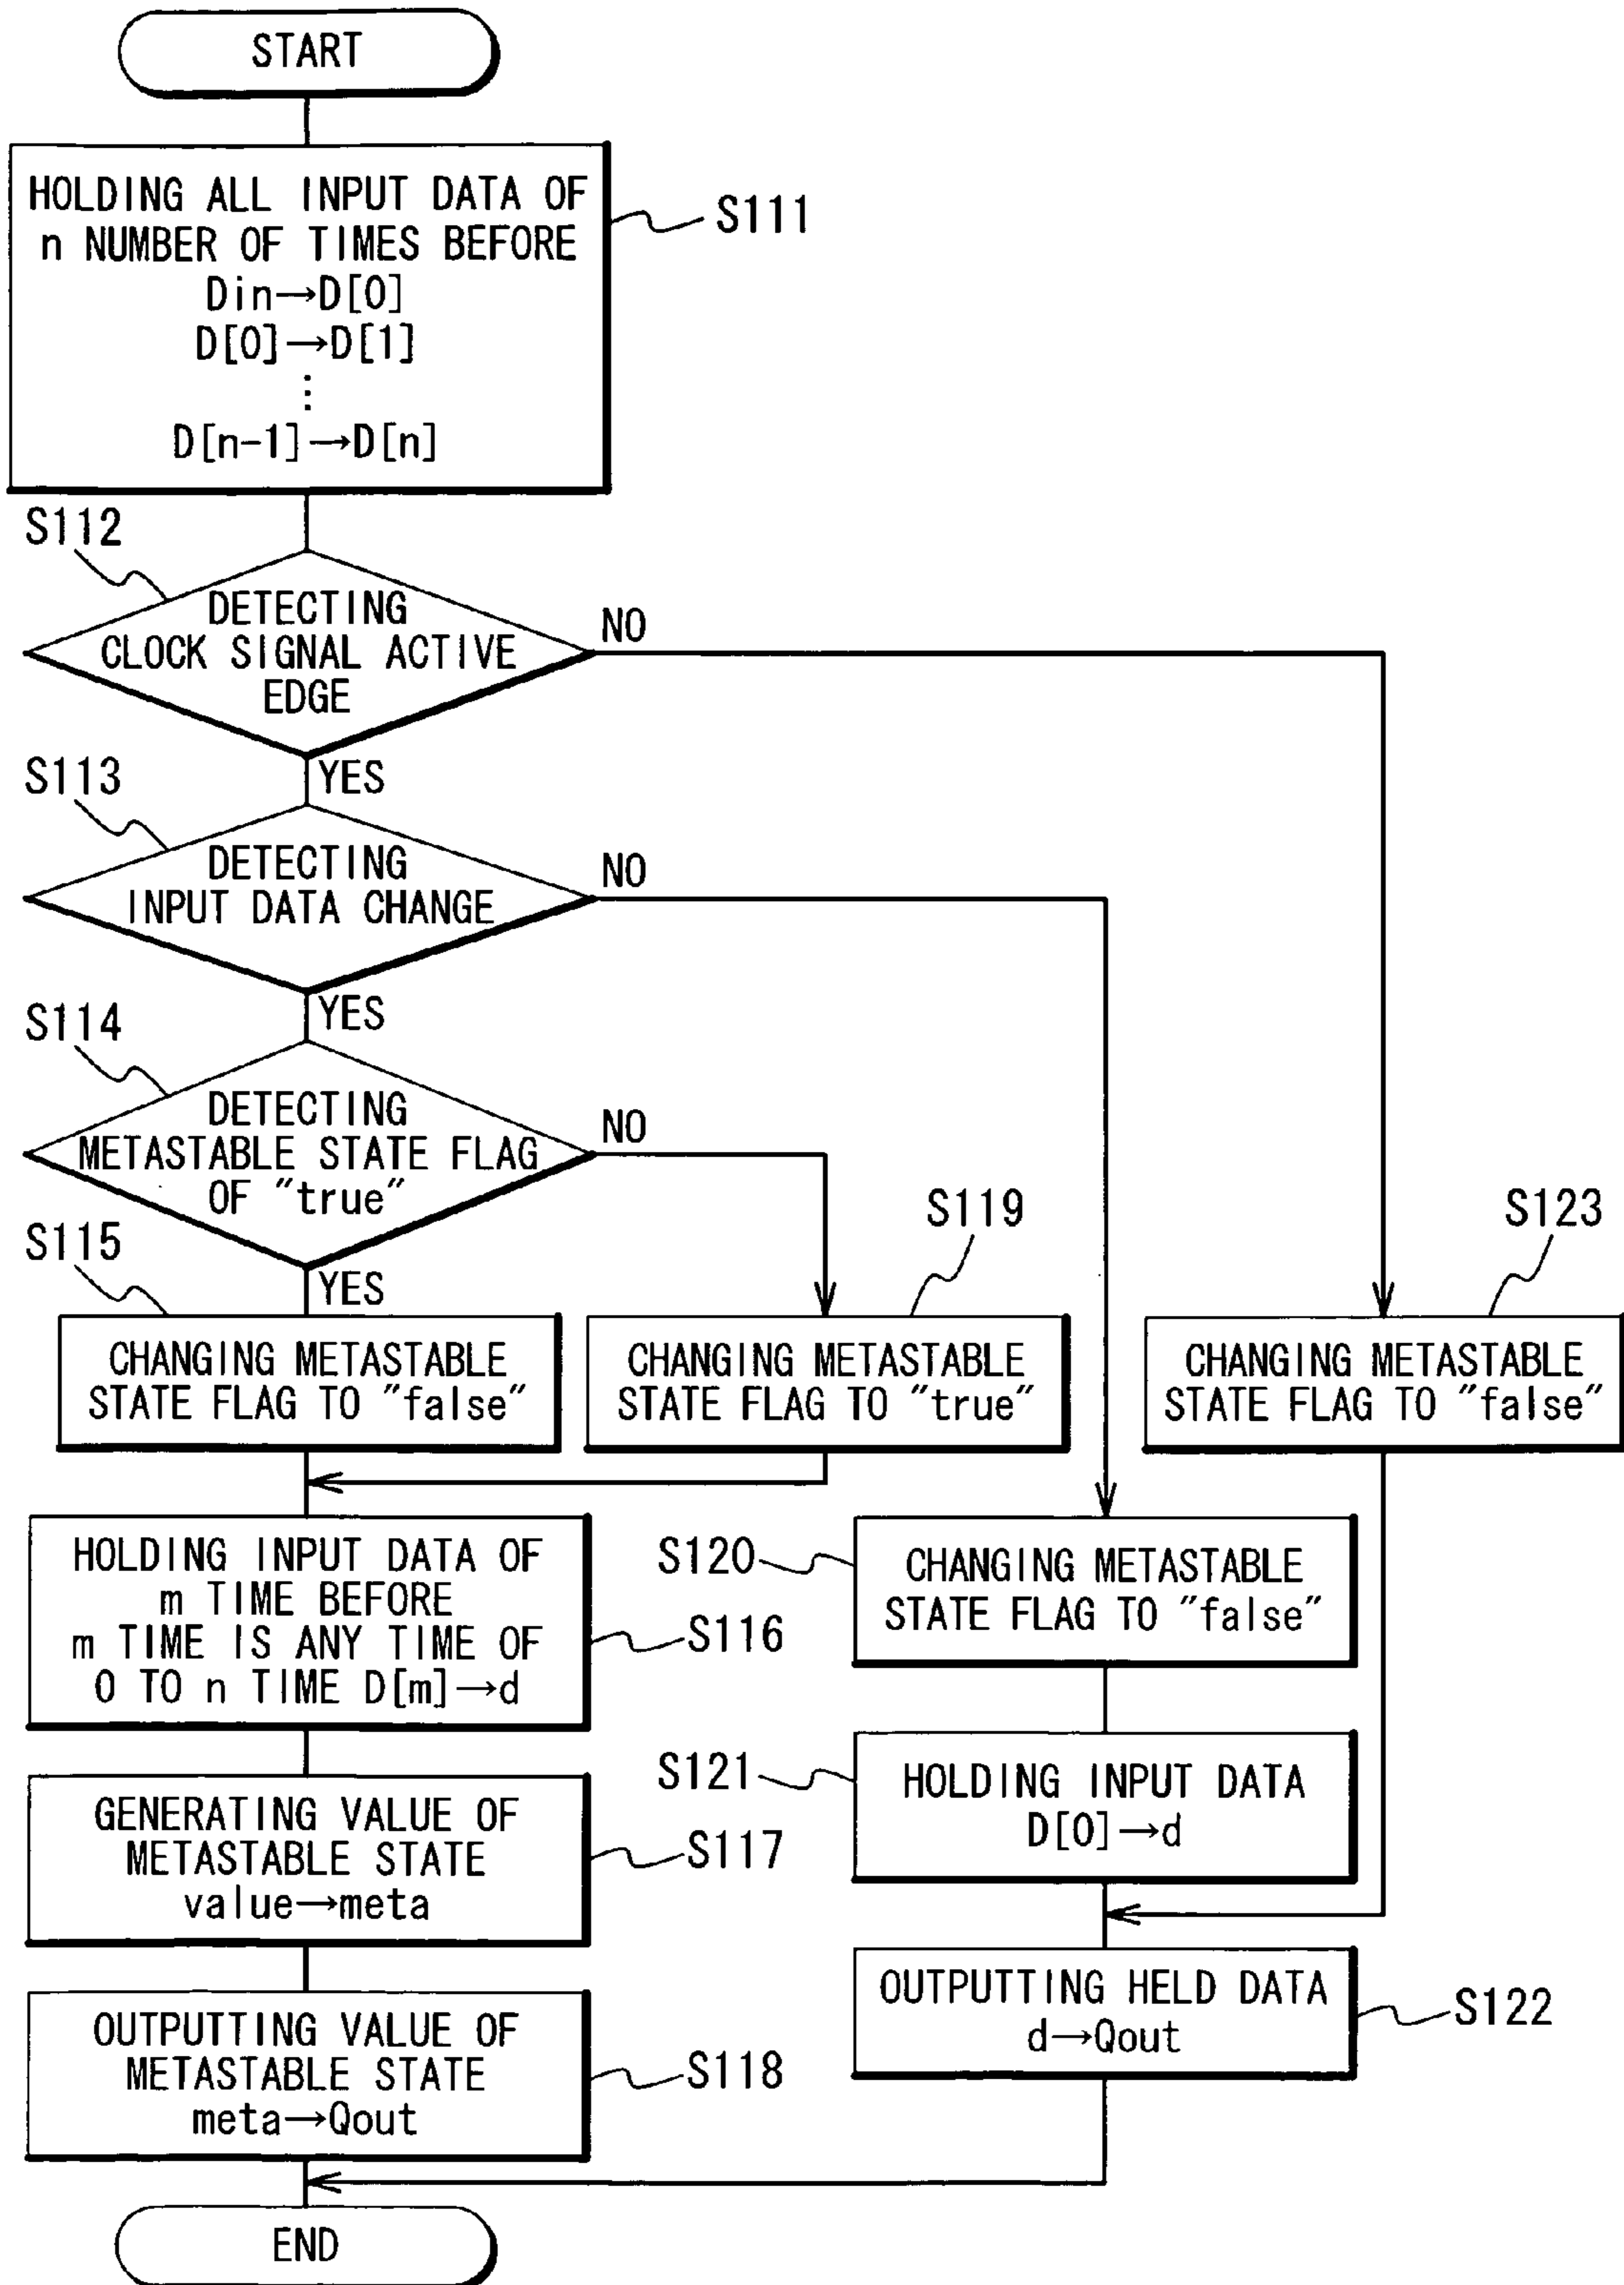 START
HOLDING ALL INPUT DATA OF
n NUMBER OF TIMES BEFORE
Din→D[0]
D[0]→D[1]
⋮
D[n-1]→D[n]
S111
S112
DETECTING
CLOCK SIGNAL ACTIVE
EDGE
NO
YES
S113
DETECTING
INPUT DATA CHANGE
NO
YES
S114
DETECTING
METASTABLE STATE FLAG
OF "true"
NO
YES
S115
CHANGING METASTABLE
STATE FLAG TO "false"
S119
CHANGING METASTABLE
STATE FLAG TO "true"
S123
CHANGING METASTABLE
STATE FLAG TO "false"
HOLDING INPUT DATA OF
m TIME BEFORE
m TIME IS ANY TIME OF
0 TO n TIME D[m]→d
S116
S120
CHANGING METASTABLE
STATE FLAG TO "false"
GENERATING VALUE OF
METASTABLE STATE
value→meta
S117
S121
HOLDING INPUT DATA
D[0]→d
OUTPUTTING VALUE OF
METASTABLE STATE
meta→Qout
S118
OUTPUTTING HELD DATA
d→Qout
S122
END